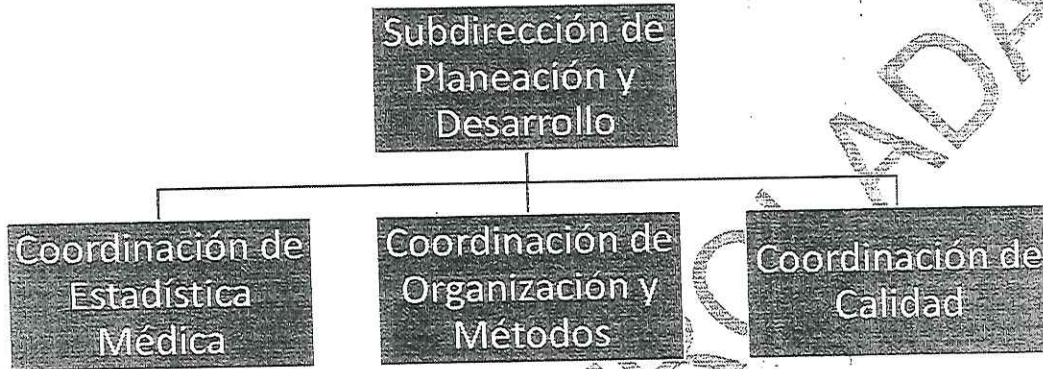 Subdirección de
Planeación y
Desarrollo
Coordinación de
Estadística
Médica
Coordinación de
Organización y
Métodos
Coordinación de
Calidad